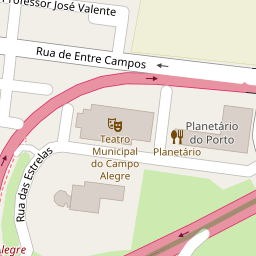 Professor José Valente
Rua de Entre Campos
Teatro
Municipal
do Campo
Alegre
Planetário
do Porto
Planetário
Rua das Estrelas
Alegre